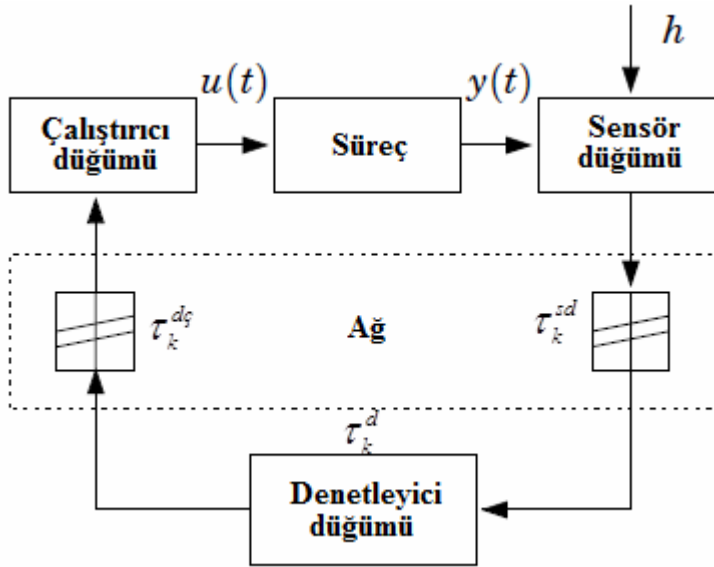 h
u(t)
y(t)
Çalıştırıcı
düğümü
Süreç
Sensör
düğümü
τ_k^{dç}
Ağ
τ_k^{sd}
τ_k^{d}
Denetleyici
düğümü